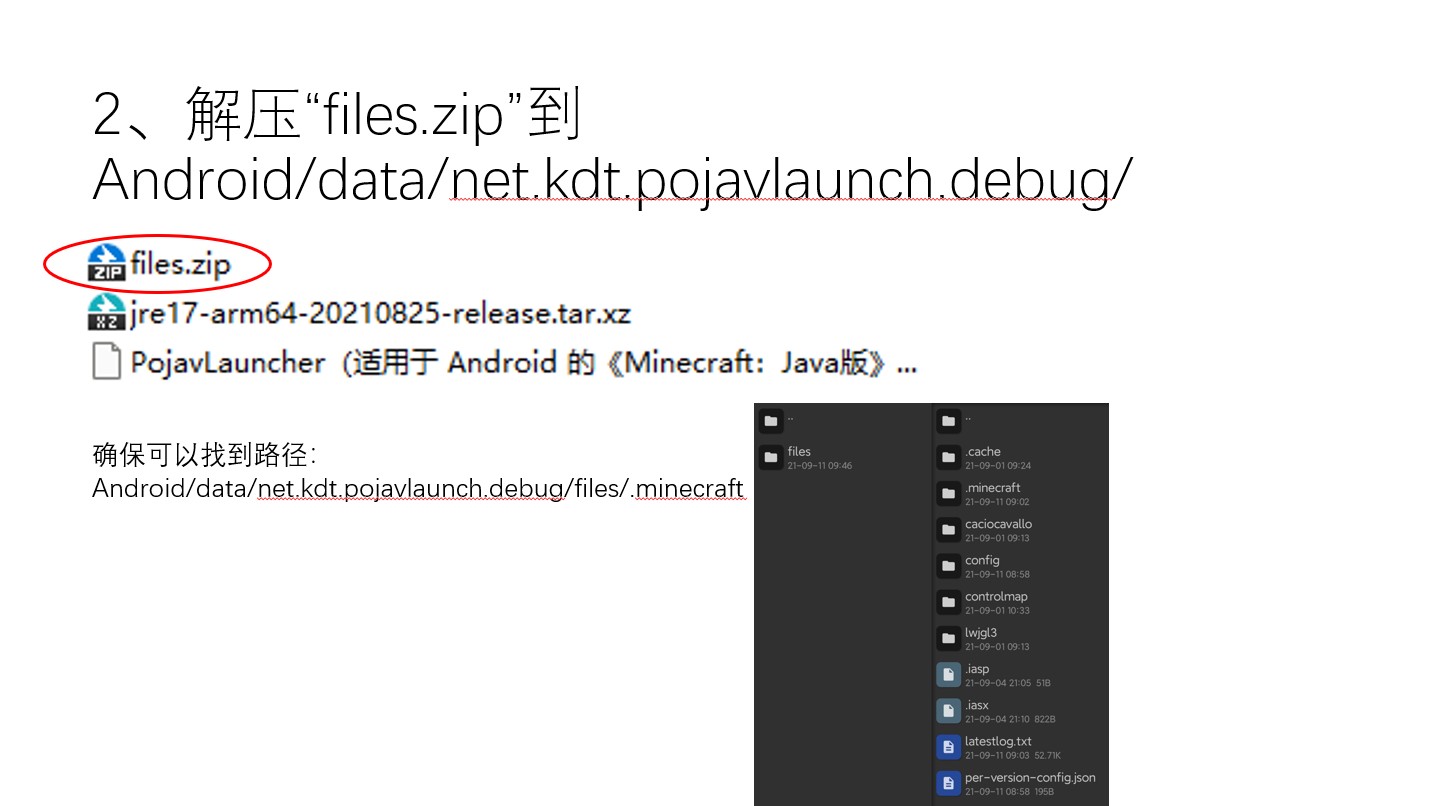 2、解压“files.zip”到
Android/data/net.kdt.pojavlaunch.debug/
ZIP files.zip
XZ jre17-arm64-20210825-release.tar.xz
PojavLauncher（适用于 Android 的《Minecraft：Java版》...
确保可以找到路径：
Android/data/net.kdt.pojavlaunch.debug/files/.minecraft
..
files
21-09-11 09:46
..
.cache
21-09-01 09:24
.minecraft
21-09-11 09:02
caciocavallo
21-09-01 09:13
config
21-09-11 08:58
controlmap
21-09-01 10:33
lwjgl3
21-09-01 09:13
.iasp
21-09-04 21:05 51B
.iasx
21-09-04 21:10 822B
latestlog.txt
21-09-11 09:03 52.71K
per-version-config.json
21-09-11 08:58 195B